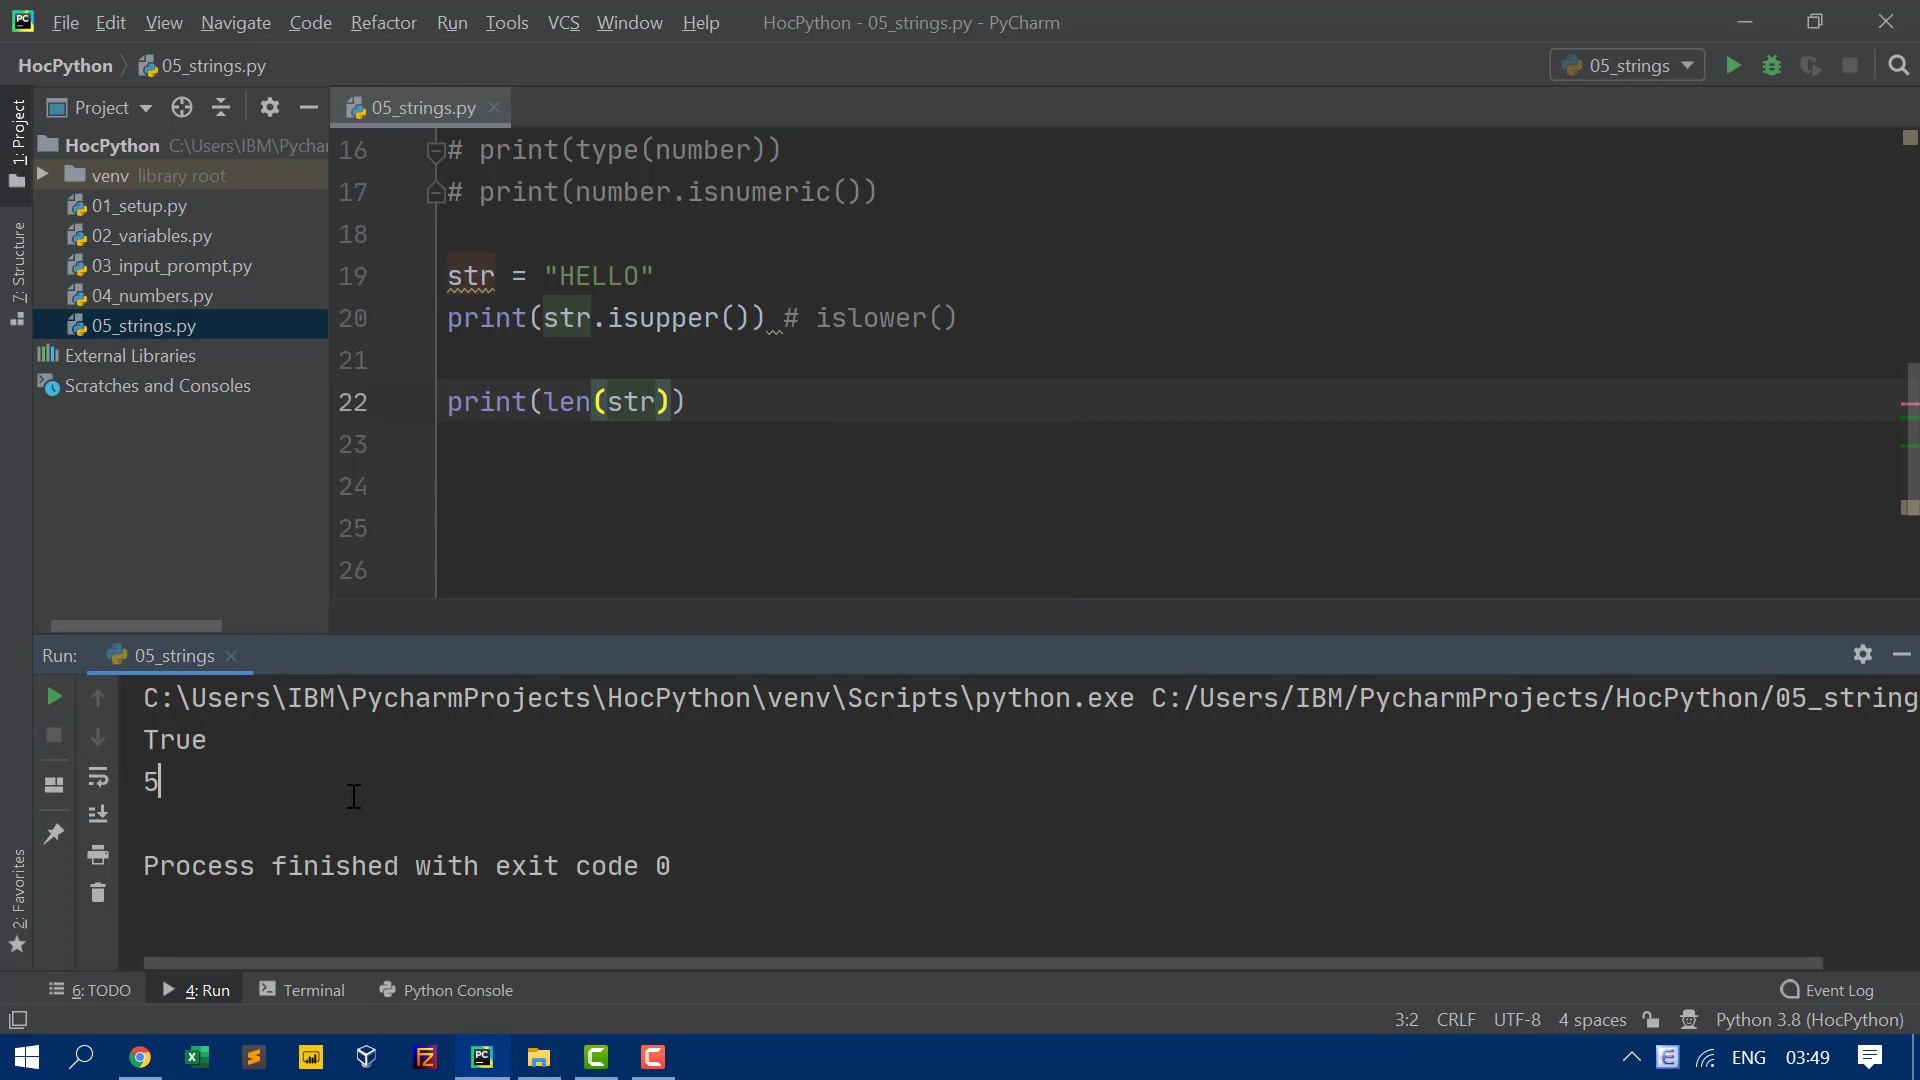 File Edit View Navigate Code Refactor Run Tools VCS Window Help HocPython - 05_strings.py - PyCharm
HocPython 05_strings.py 05_strings
1: Project
7: Structure
2: Favorites
Project
HocPython C:\Users\IBM\Pychar
venv library root
01_setup.py
02_variables.py
03_input_prompt.py
04_numbers.py
05_strings.py
External Libraries
Scratches and Consoles
05_strings.py
16 # print(type(number))
17 # print(number.isnumeric())
18
19 str = "HELLO"
20 print(str.isupper()) # islower()
21
22 print(len(str))
23
24
25
26
Run: 05_strings
C:\Users\IBM\PycharmProjects\HocPython\venv\Scripts\python.exe C:/Users/IBM/PycharmProjects/HocPython/05_string
True
5
Process finished with exit code 0
6: TODO 4: Run Terminal Python Console Event Log
3:2 CRLF UTF-8 4 spaces Python 3.8 (HocPython)
ENG 03:49